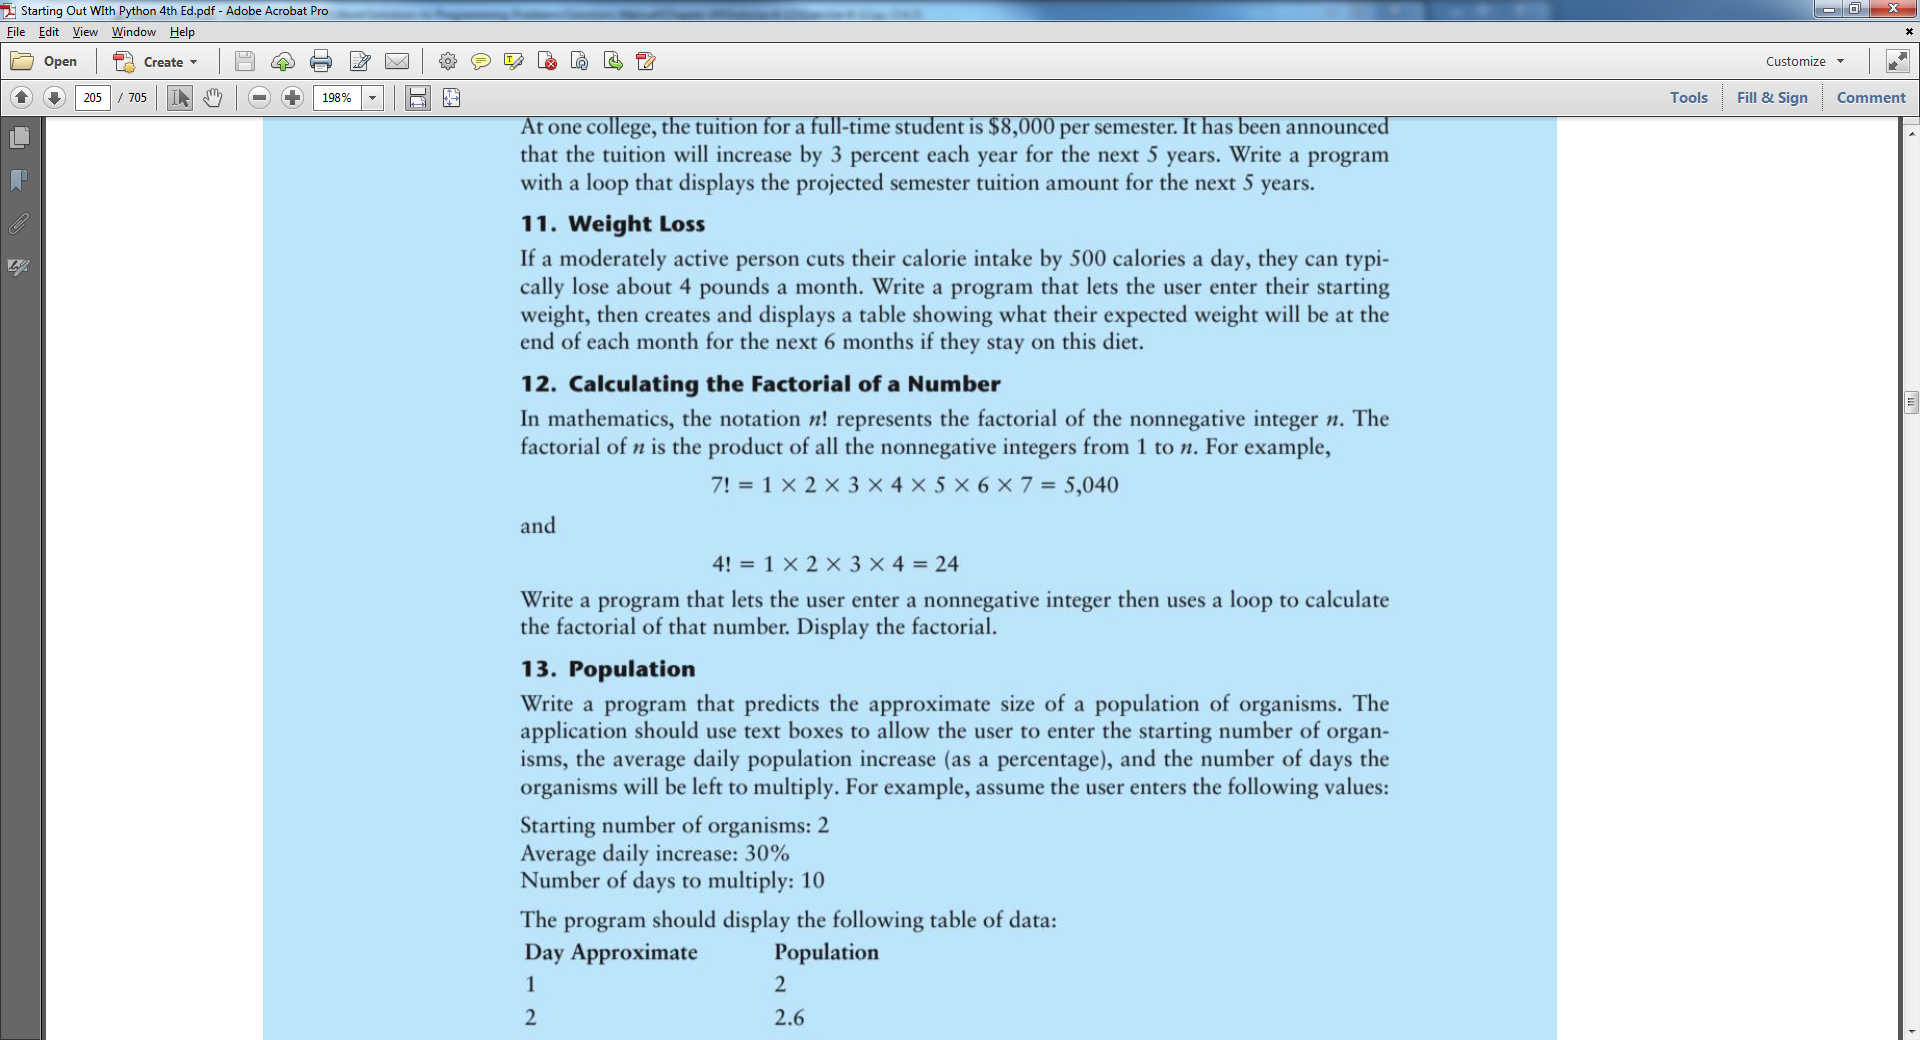 Starting Out WIth Python 4th Ed.pdf - Adobe Acrobat Pro
File Edit View Window Help
Open Create Customize
205 / 705 198% Tools Fill & Sign Comment
At one college, the tuition for a full-time student is $8,000 per semester. It has been announced
that the tuition will increase by 3 percent each year for the next 5 years. Write a program
with a loop that displays the projected semester tuition amount for the next 5 years.
11. Weight Loss
If a moderately active person cuts their calorie intake by 500 calories a day, they can typi-
cally lose about 4 pounds a month. Write a program that lets the user enter their starting
weight, then creates and displays a table showing what their expected weight will be at the
end of each month for the next 6 months if they stay on this diet.
12. Calculating the Factorial of a Number
In mathematics, the notation n! represents the factorial of the nonnegative integer n. The
factorial of n is the product of all the nonnegative integers from 1 to n. For example,
7! = 1 × 2 × 3 × 4 × 5 × 6 × 7 = 5,040
and
4! = 1 × 2 × 3 × 4 = 24
Write a program that lets the user enter a nonnegative integer then uses a loop to calculate
the factorial of that number. Display the factorial.
13. Population
Write a program that predicts the approximate size of a population of organisms. The
application should use text boxes to allow the user to enter the starting number of organ-
isms, the average daily population increase (as a percentage), and the number of days the
organisms will be left to multiply. For example, assume the user enters the following values:
Starting number of organisms: 2
Average daily increase: 30%
Number of days to multiply: 10
The program should display the following table of data:
Day Approximate Population
1 2
2 2.6